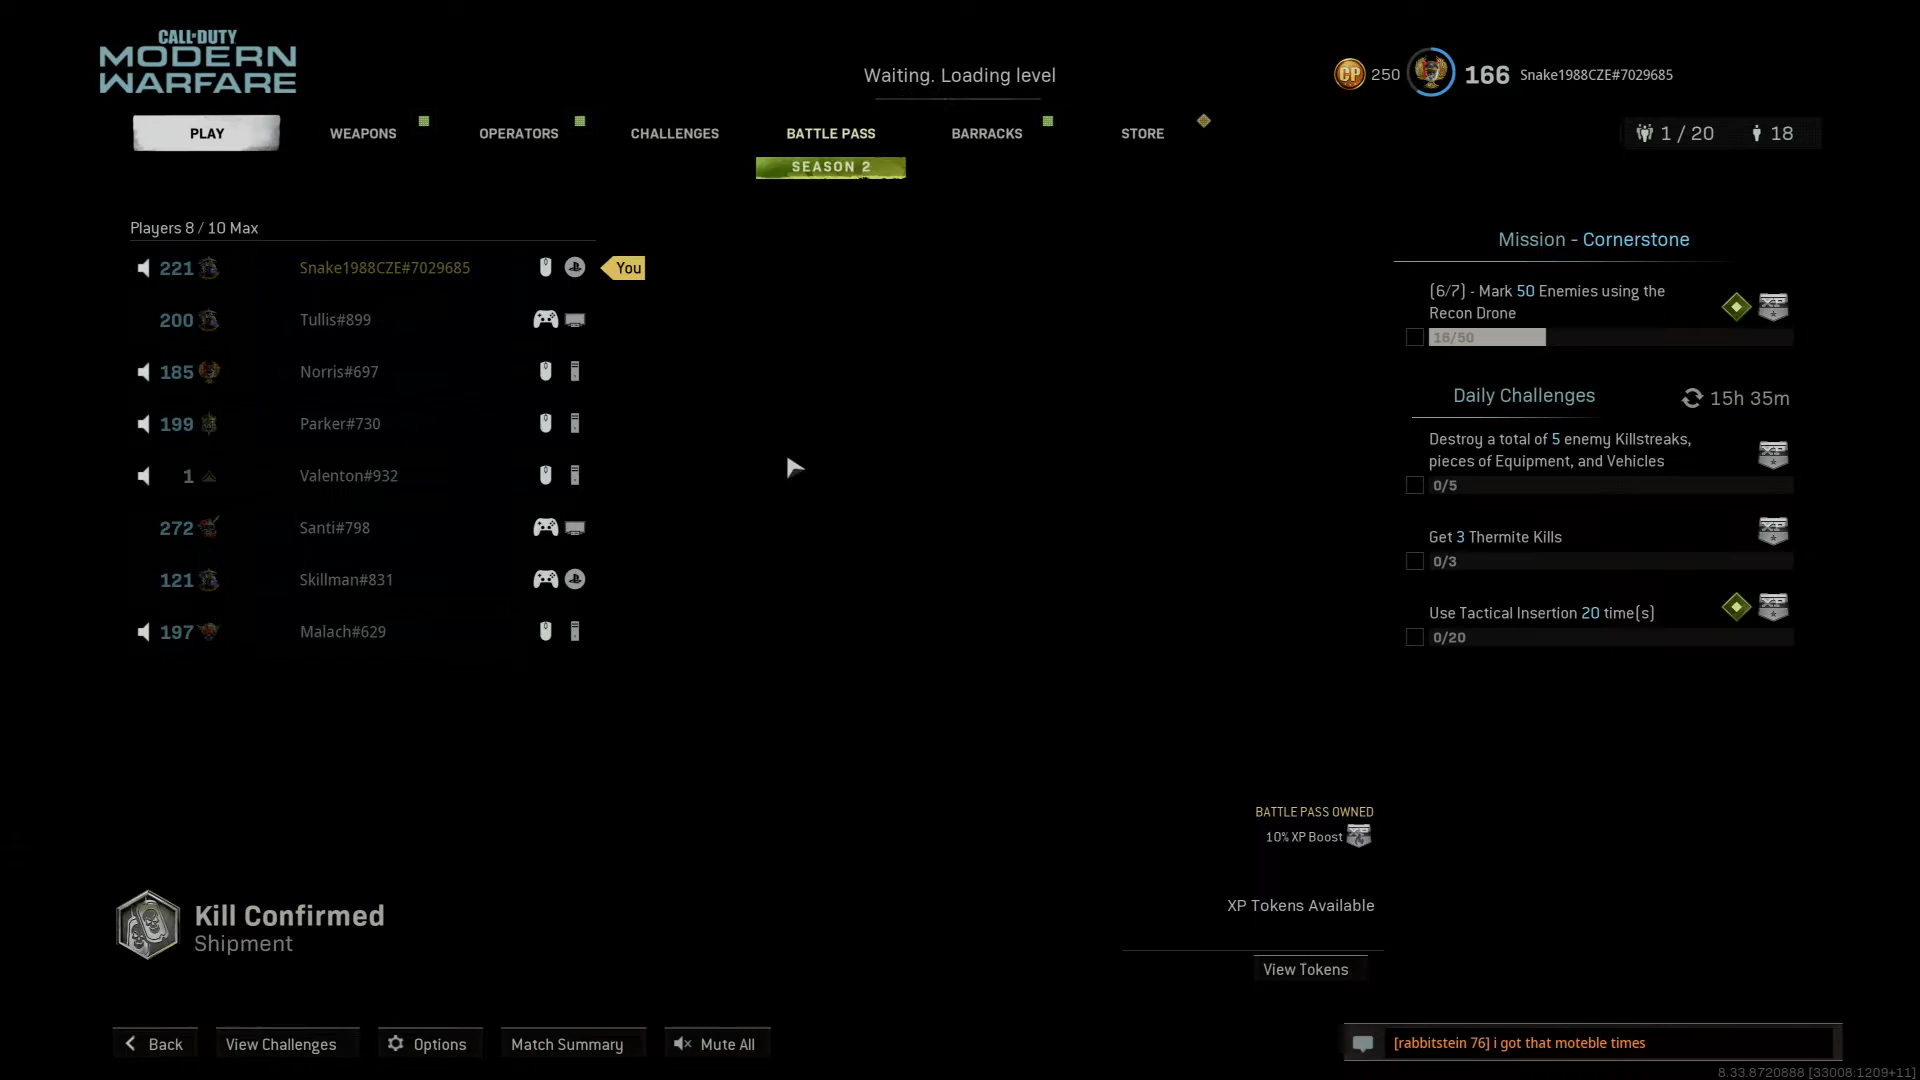 CALL OF DUTY
MODERN
WARFARE
Waiting. Loading level
CP 250 166 Snake1988CZE#7029685
PLAY WEAPONS OPERATORS CHALLENGES BATTLE PASS BARRACKS STORE
SEASON 2
1 / 20 18
Players 8 / 10 Max
221 Snake1988CZE#7029685 You
200 Tullis#899
185 Norris#697
199 Parker#730
1 Valenton#932
272 Santi#798
121 Skillman#831
197 Malach#629
Mission - Cornerstone
(6/7) - Mark 50 Enemies using the
Recon Drone
16/50
Daily Challenges 15h 35m
Destroy a total of 5 enemy Killstreaks,
pieces of Equipment, and Vehicles
0/5
Get 3 Thermite Kills
0/3
Use Tactical Insertion 20 time(s)
0/20
BATTLE PASS OWNED
10% XP Boost
XP Tokens Available
View Tokens
Kill Confirmed
Shipment
Back View Challenges Options Match Summary Mute All
[rabbitstein 76] i got that moteble times
8.33.8720888 [33008:1209+11]